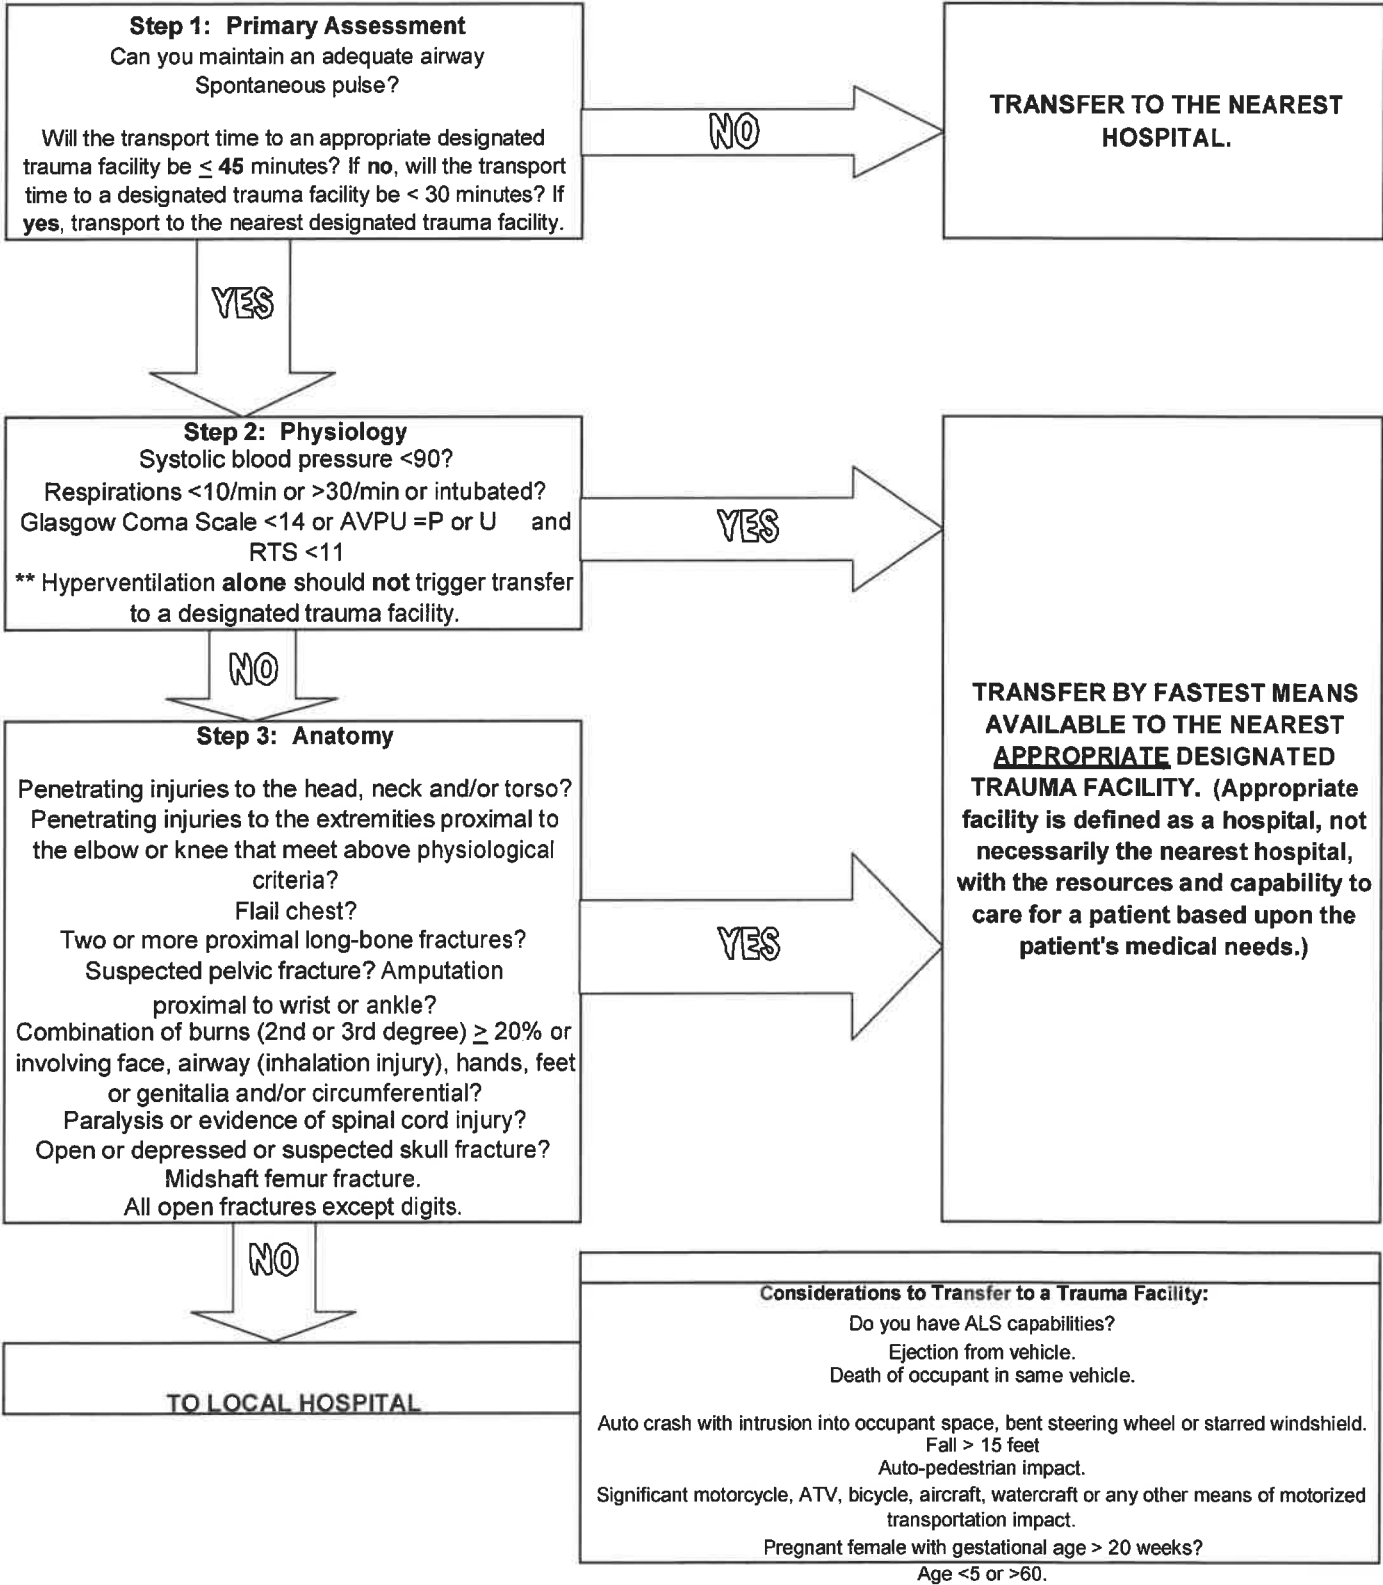 Step 1: Primary Assessment
Can you maintain an adequate airway
Spontaneous pulse?
Will the transport time to an appropriate designated
trauma facility be ≤ 45 minutes? If no, will the transport
time to a designated trauma facility be < 30 minutes? If
yes, transport to the nearest designated trauma facility.
NO
TRANSFER TO THE NEAREST
HOSPITAL.
YES
Step 2: Physiology
Systolic blood pressure <90?
Respirations <10/min or >30/min or intubated?
Glasgow Coma Scale <14 or AVPU =P or U and
RTS <11
** Hyperventilation alone should not trigger transfer
to a designated trauma facility.
YES
NO
Step 3: Anatomy
Penetrating injuries to the head, neck and/or torso?
Penetrating injuries to the extremities proximal to
the elbow or knee that meet above physiological
criteria?
Flail chest?
Two or more proximal long-bone fractures?
Suspected pelvic fracture? Amputation
proximal to wrist or ankle?
Combination of burns (2nd or 3rd degree) ≥ 20% or
involving face, airway (inhalation injury), hands, feet
or genitalia and/or circumferential?
Paralysis or evidence of spinal cord injury?
Open or depressed or suspected skull fracture?
Midshaft femur fracture.
All open fractures except digits.
YES
TRANSFER BY FASTEST MEANS
AVAILABLE TO THE NEAREST
APPROPRIATE DESIGNATED
TRAUMA FACILITY. (Appropriate
facility is defined as a hospital, not
necessarily the nearest hospital,
with the resources and capability to
care for a patient based upon the
patient's medical needs.)
NO
TO LOCAL HOSPITAL
Considerations to Transfer to a Trauma Facility:
Do you have ALS capabilities?
Ejection from vehicle.
Death of occupant in same vehicle.
Auto crash with intrusion into occupant space, bent steering wheel or starred windshield.
Fall > 15 feet
Auto-pedestrian impact.
Significant motorcycle, ATV, bicycle, aircraft, watercraft or any other means of motorized
transportation impact.
Pregnant female with gestational age > 20 weeks?
Age <5 or >60.